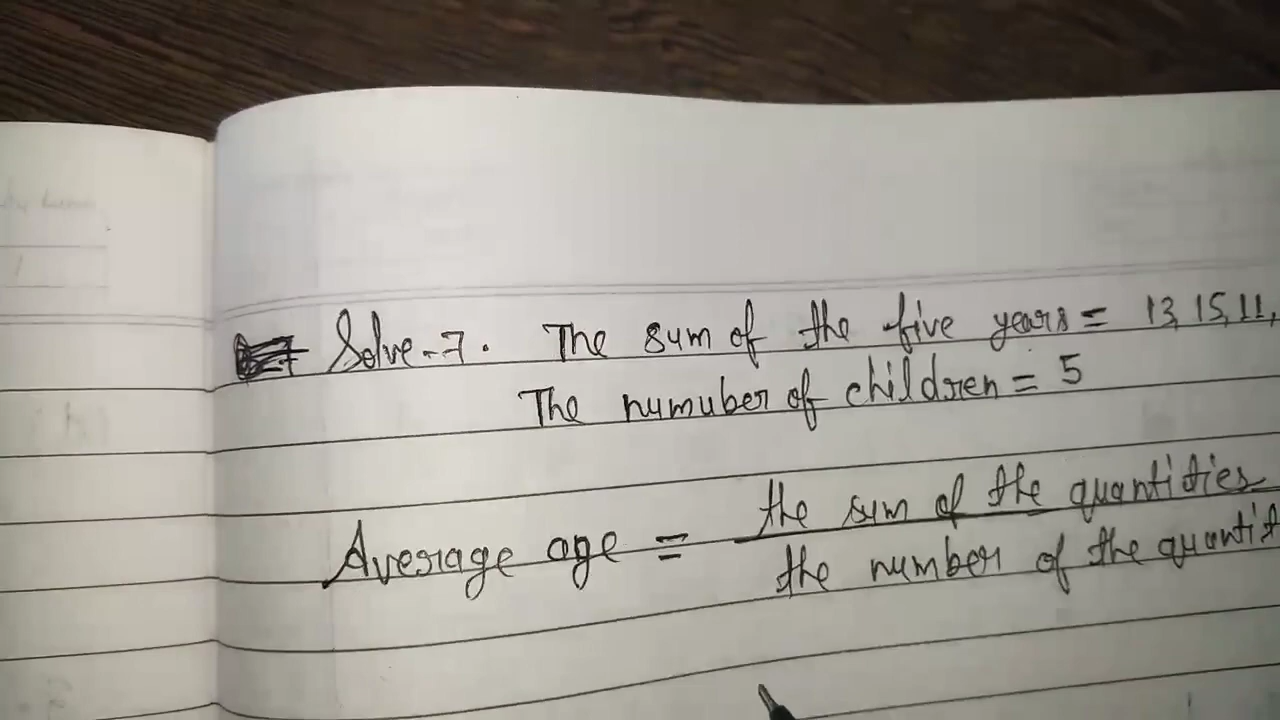 Solve-7. The sum of the five years = 13, 15, 11,
The numuber of children = 5
Average age = the sum of the quantities
the number of the quantit